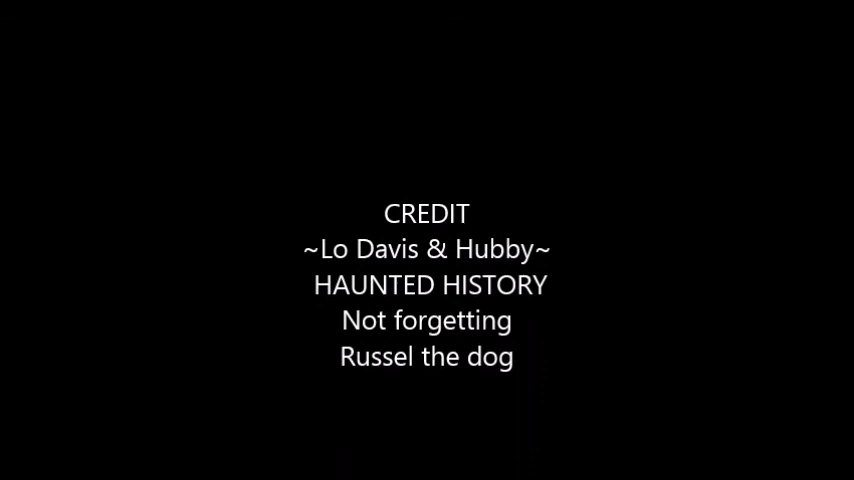 CREDIT
~Lo Davis & Hubby~
HAUNTED HISTORY
Not forgetting
Russel the dog